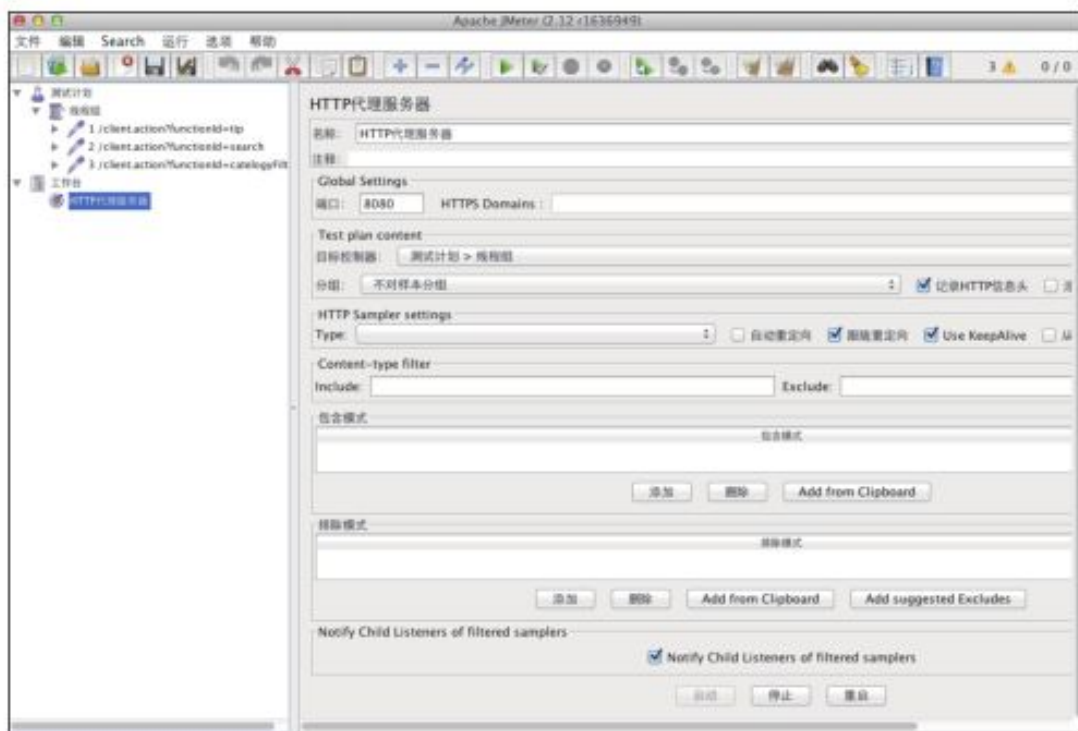 Apache JMeter (2.12 r1636949)
文件 编辑 Search 运行 选项 帮助
3 0/0
测试计划
线程组
1 /client.action?functionId=tip
2 /client.action?functionId=search
3 /client.action?functionId=catelogyFilt
工作台
HTTP代理服务器
HTTP代理服务器
名称: HTTP代理服务器
注释:
Global Settings
端口: 8080 HTTPS Domains :
Test plan content
目标控制器: 测试计划 > 线程组
分组: 不对样本分组 记录HTTP信息头
HTTP Sampler settings
Type: 自动重定向 跟随重定向 Use KeepAlive 从
Content-type filter
Include: Exclude:
包含模式
包含模式
添加 删除 Add from Clipboard
排除模式
排除模式
添加 删除 Add from Clipboard Add suggested Excludes
Notify Child Listeners of filtered samplers
Notify Child Listeners of filtered samplers
启动 停止 重启